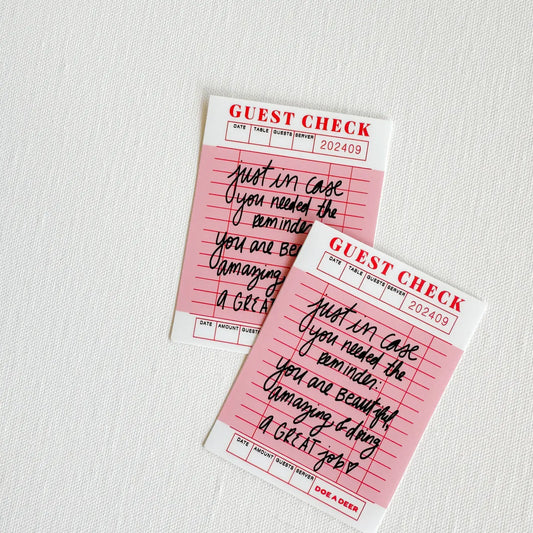 GUEST CHECK
DATE TABLE GUESTS SERVER 202409
just in case
you needed the
reminder:
you are Beau
amazing &
a GREAT
DATE AMOUNT GUESTS
GUEST CHECK
DATE TABLE GUESTS SERVER 202409
just in case
you needed the
reminder:
you are Beautiful,
amazing & doing
a GREAT job♡
DATE AMOUNT GUESTS SERVER DOE A DEER